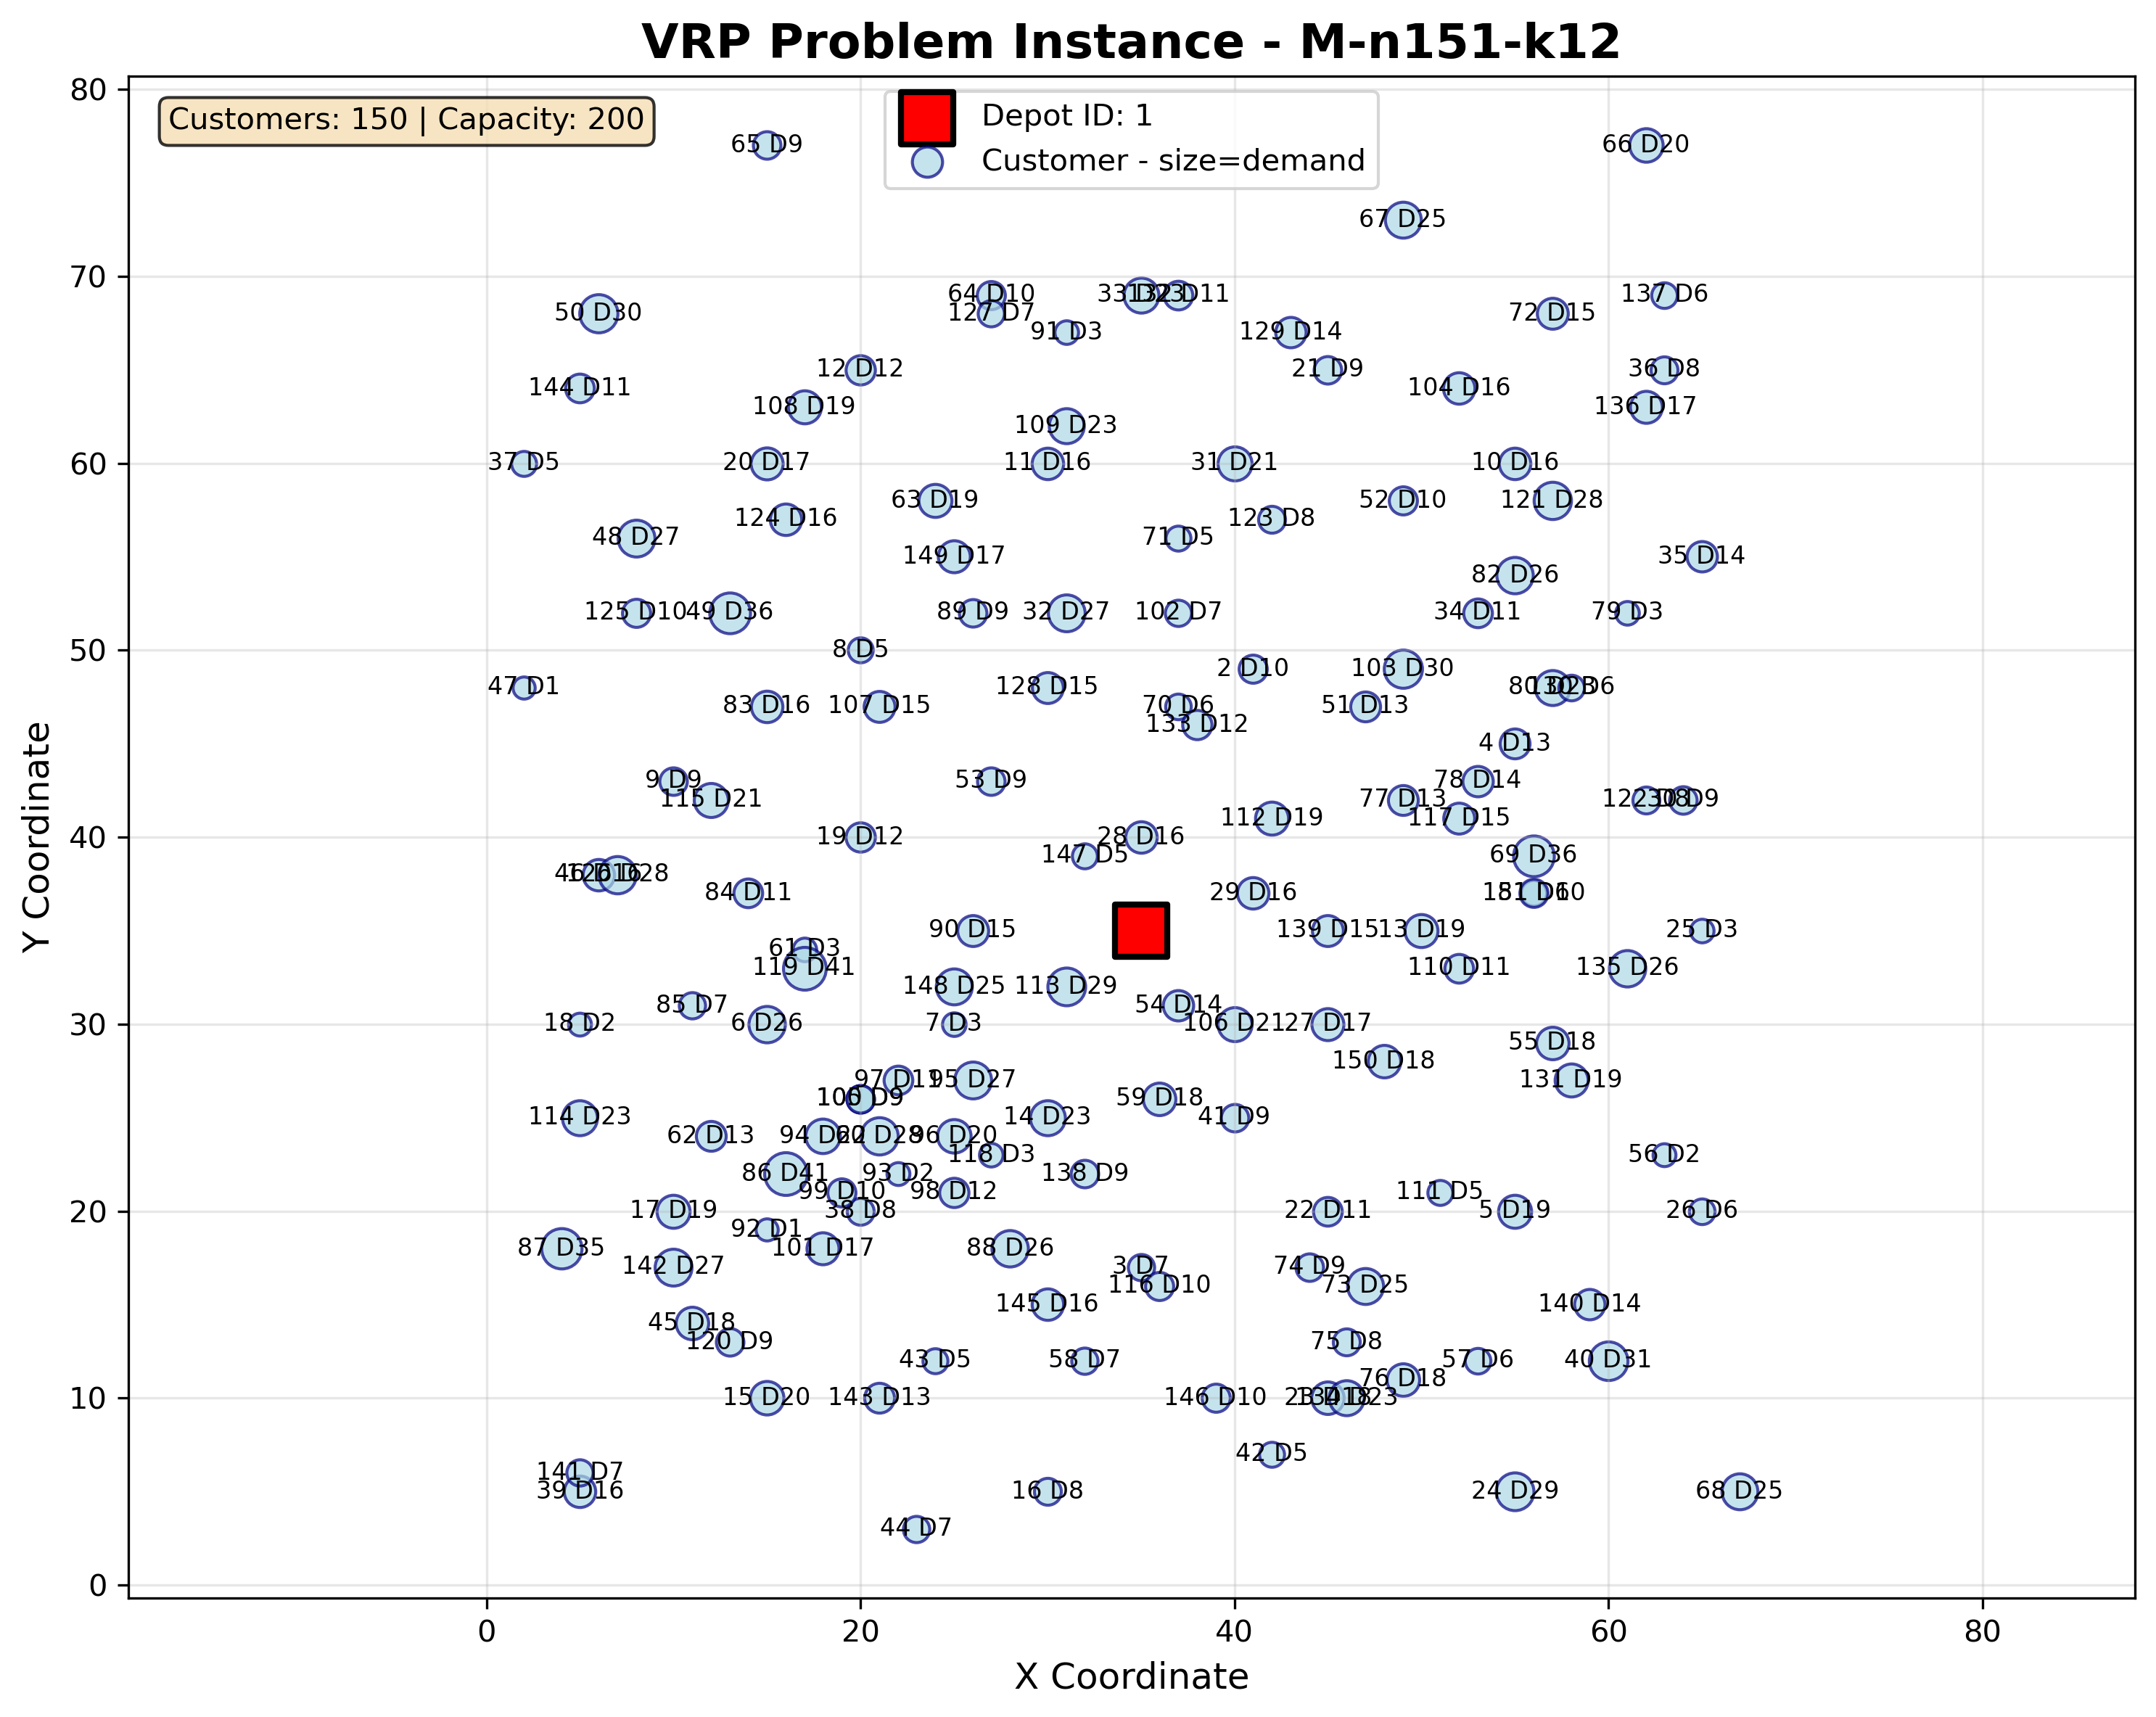 VRP Problem Instance - M-n151-k12
Customers: 150 | Capacity: 200
Depot ID: 1
Customer - size=demand
65 D9
66 D20
67 D25
64 D10
D11
137 D6
50 D30
127 D7
72 D15
91 D3
129 D14
12 D12
21 D9
36 D8
144 D11
104 D16
108 D19
136 D17
109 D23
37 D5
20 D17
11 D16
31 D21
10 D16
63 D19
52 D10
121 D28
124 D16
123 D8
48 D27
71 D5
149 D17
35 D14
82 D26
125 D10
49 D36
89 D9
32 D27
102 D7
34 D11
79 D3
8 D5
2 D10
103 D30
47 D1
128 D15
83 D16
107 D15
70 D6
51 D13
133 D12
4 D13
9 D9
53 D9
78 D14
115 D21
77 D13
D9
112 D19
117 D15
19 D12
28 D16
147 D5
69 D36
84 D11
29 D16
90 D15
139 D15
13 D19
25 D3
61 D3
119 D41
110 D11
135 D26
148 D25
113 D29
85 D7
54 D14
18 D2
6 D26
7 D3
106 D21
27 D17
55 D18
150 D18
97 D11
95 D27
131 D19
59 D18
114 D23
14 D23
41 D9
62 D13
96 D20
118 D3
56 D2
86 D41
93 D2
138 D9
99 D10
98 D12
111 D5
17 D19
38 D8
22 D11
5 D19
26 D6
92 D1
87 D35
101 D17
88 D26
142 D27
3 D7
74 D9
116 D10
73 D25
145 D16
140 D14
45 D18
120 D9
75 D8
43 D5
58 D7
57 D6
40 D31
76 D18
15 D20
143 D13
146 D10
42 D5
141 D7
39 D16
16 D8
24 D29
68 D25
44 D7
80
70
60
50
40
30
20
10
0
Y Coordinate
0 20 40 60 80
X Coordinate